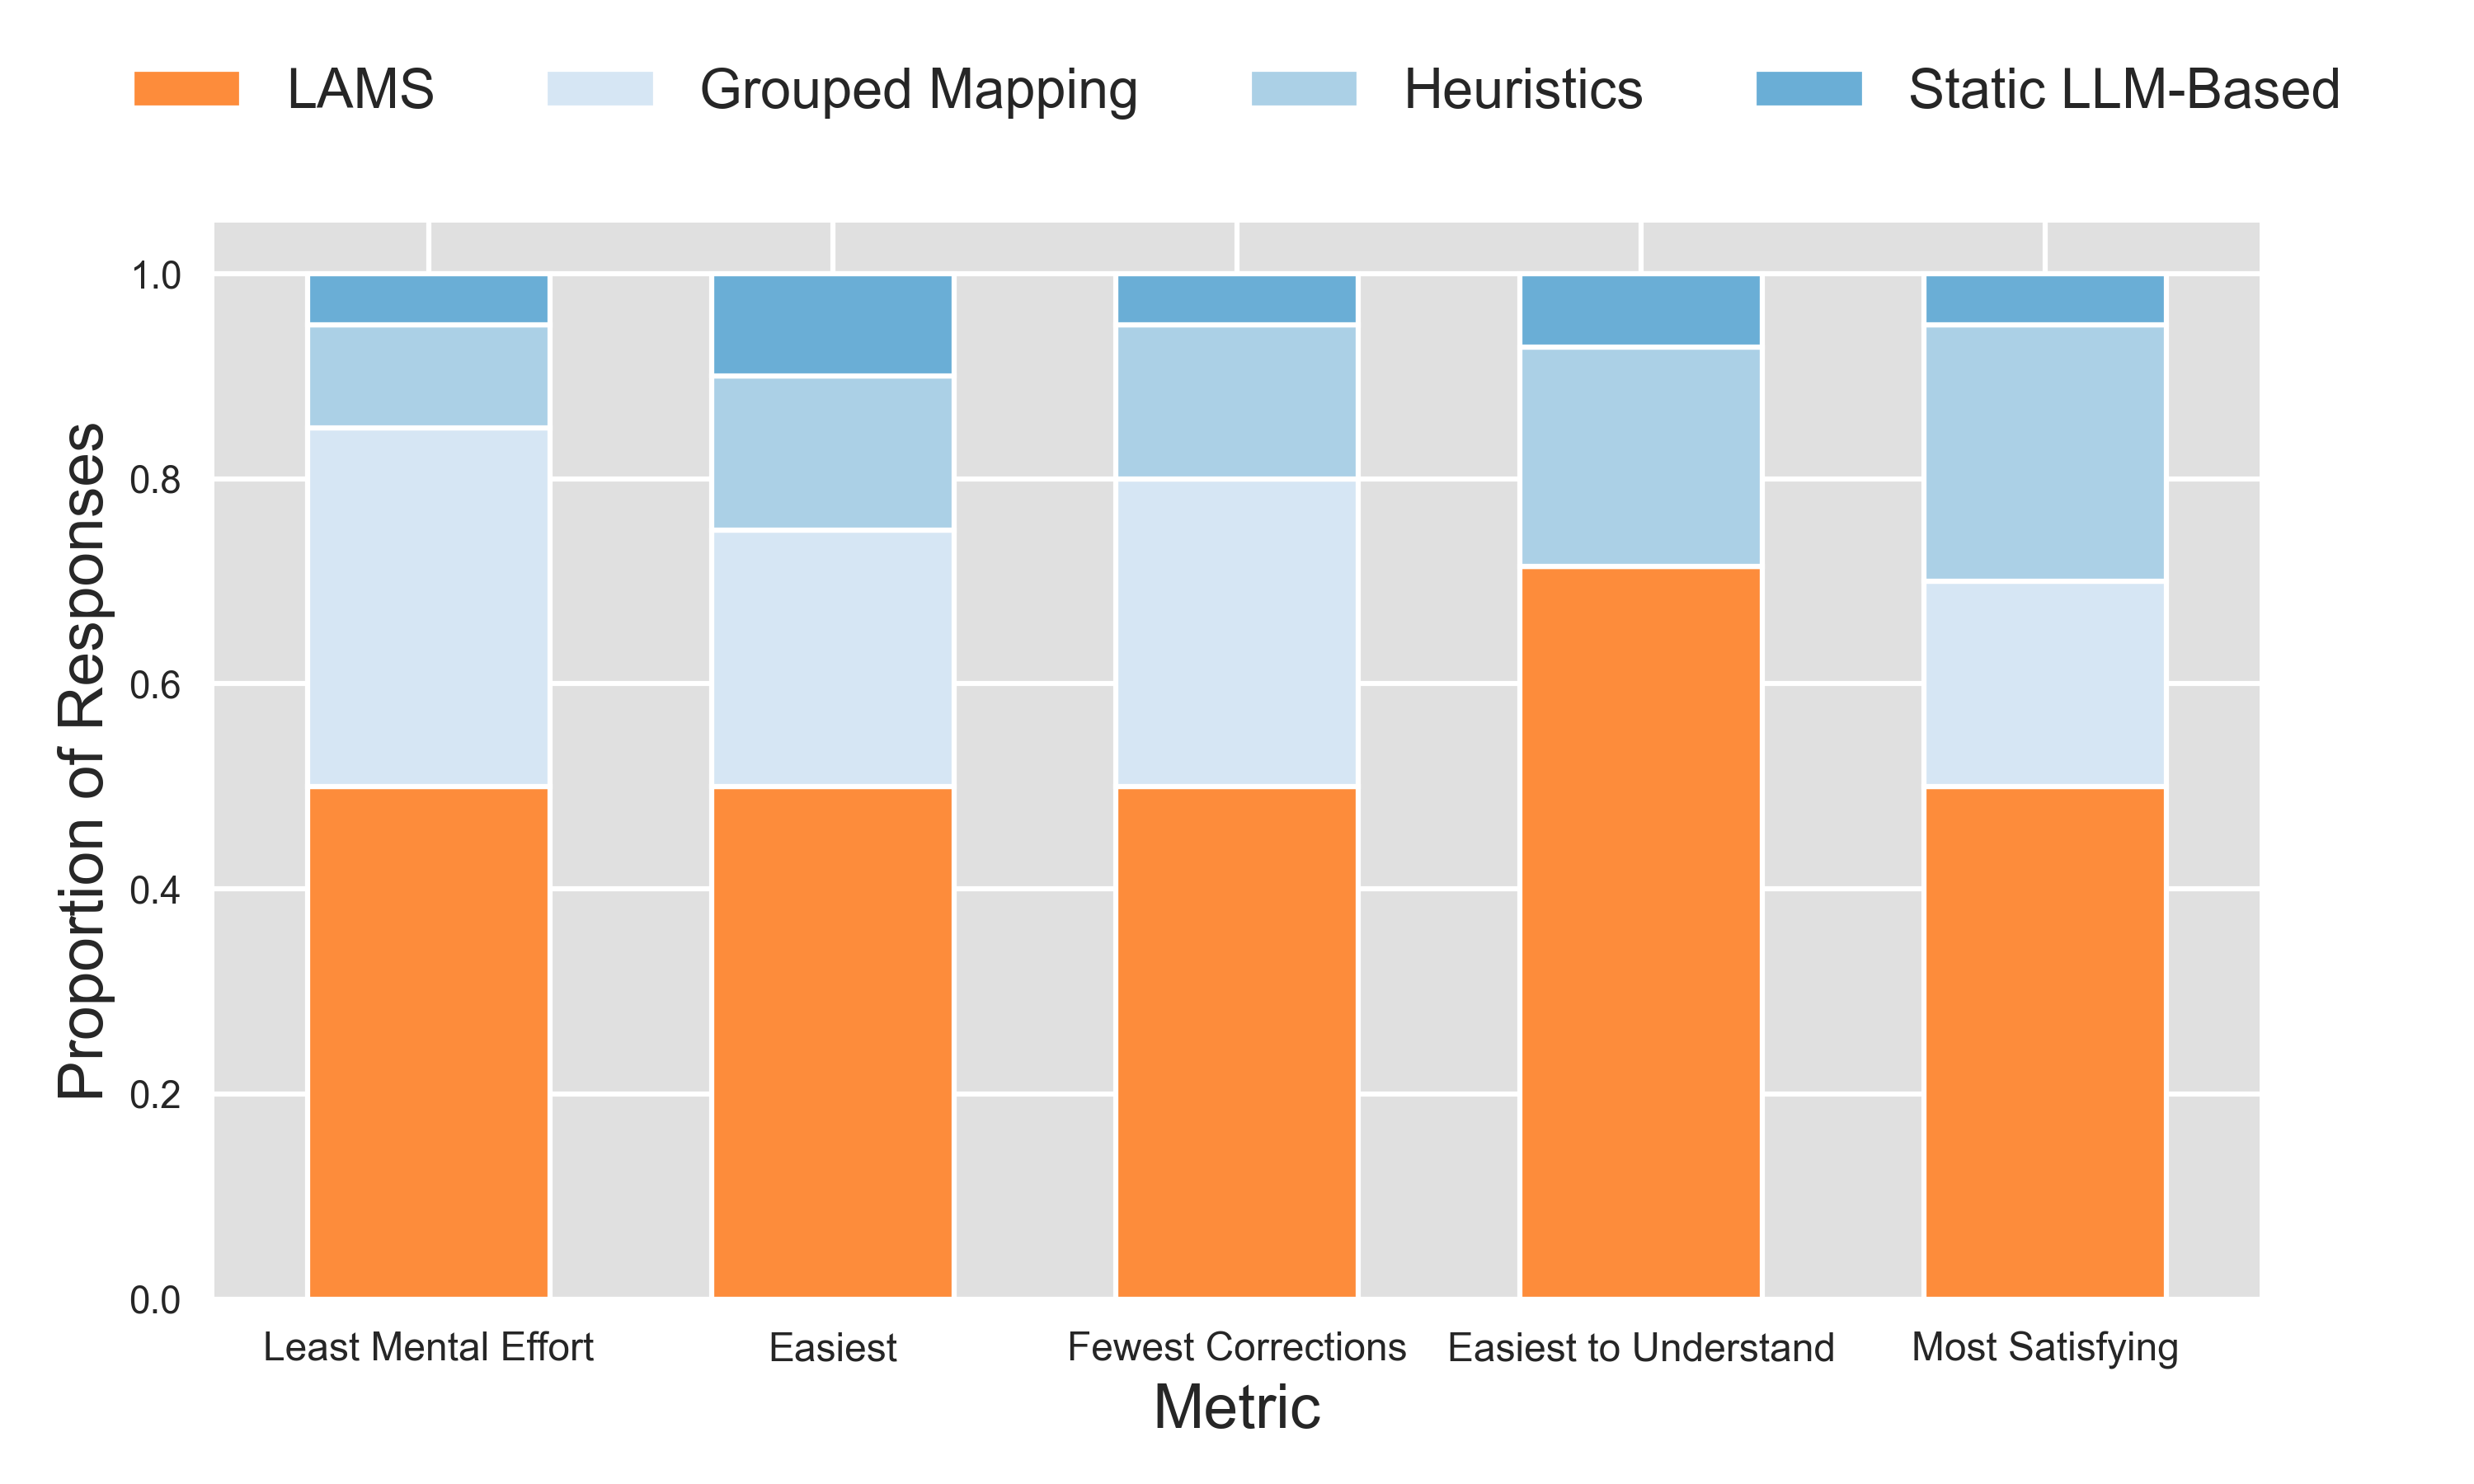 LAMS Grouped Mapping Heuristics Static LLM-Based
Proportion of Responses
1.0
0.8
0.6
0.4
0.2
0.0
Least Mental Effort Easiest Fewest Corrections Easiest to Understand Most Satisfying
Metric